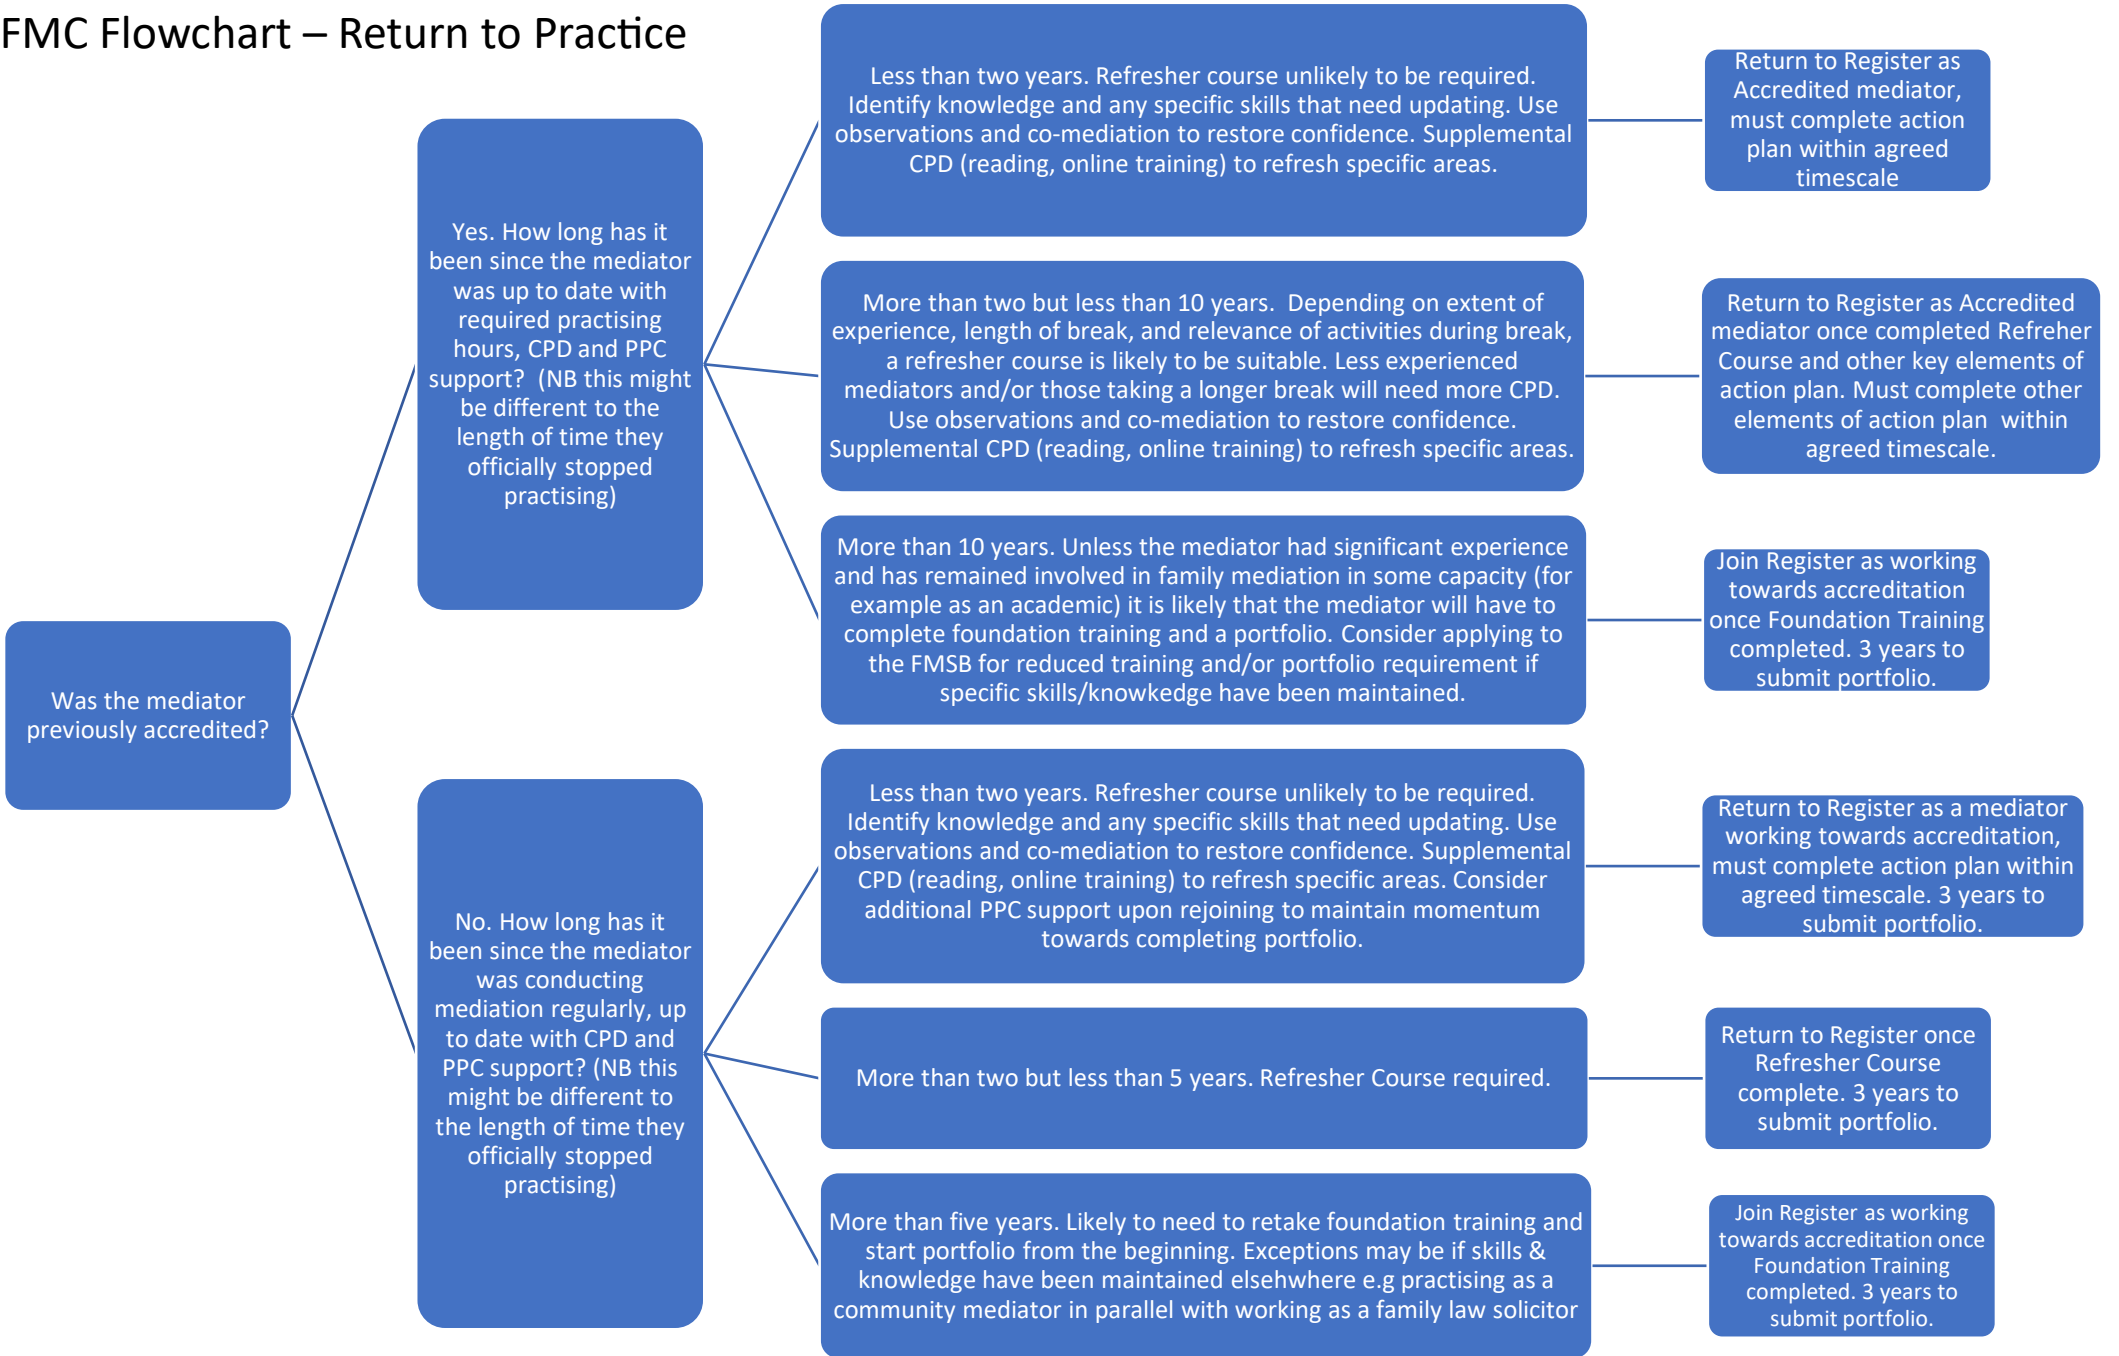 FMC Flowchart – Return to Practice
Was the mediator
previously accredited?
Yes. How long has it
been since the mediator
was up to date with
required practising
hours, CPD and PPC
support?  (NB this might
be different to the
length of time they
officially stopped
practising)
Less than two years. Refresher course unlikely to be required.
Identify knowledge and any specific skills that need updating. Use
observations and co-mediation to restore confidence. Supplemental
CPD (reading, online training) to refresh specific areas.
Return to Register as
Accredited mediator,
must complete action
plan within agreed
timescale
More than two but less than 10 years.  Depending on extent of
experience, length of break, and relevance of activities during break,
a refresher course is likely to be suitable. Less experienced
mediators and/or those taking a longer break will need more CPD.
Use observations and co-mediation to restore confidence.
Supplemental CPD (reading, online training) to refresh specific areas.
Return to Register as Accredited
mediator once completed Refreher
Course and other key elements of
action plan. Must complete other
elements of action plan  within
agreed timescale.
More than 10 years. Unless the mediator had significant experience
and has remained involved in family mediation in some capacity (for
example as an academic) it is likely that the mediator will have to
complete foundation training and a portfolio. Consider applying to
the FMSB for reduced training and/or portfolio requirement if
specific skills/knowkedge have been maintained.
Join Register as working
towards accreditation
once Foundation Training
completed. 3 years to
submit portfolio.
No. How long has it
been since the mediator
was conducting
mediation regularly, up
to date with CPD and
PPC support? (NB this
might be different to
the length of time they
officially stopped
practising)
Less than two years. Refresher course unlikely to be required.
Identify knowledge and any specific skills that need updating. Use
observations and co-mediation to restore confidence. Supplemental
CPD (reading, online training) to refresh specific areas. Consider
additional PPC support upon rejoining to maintain momentum
towards completing portfolio.
Return to Register as a mediator
working towards accreditation,
must complete action plan within
agreed timescale. 3 years to
submit portfolio.
More than two but less than 5 years. Refresher Course required.
Return to Register once
Refresher Course
complete. 3 years to
submit portfolio.
More than five years. Likely to need to retake foundation training and
start portfolio from the beginning. Exceptions may be if skills &
knowledge have been maintained elsehwhere e.g practising as a
community mediator in parallel with working as a family law solicitor
Join Register as working
towards accreditation once
Foundation Training
completed. 3 years to
submit portfolio.